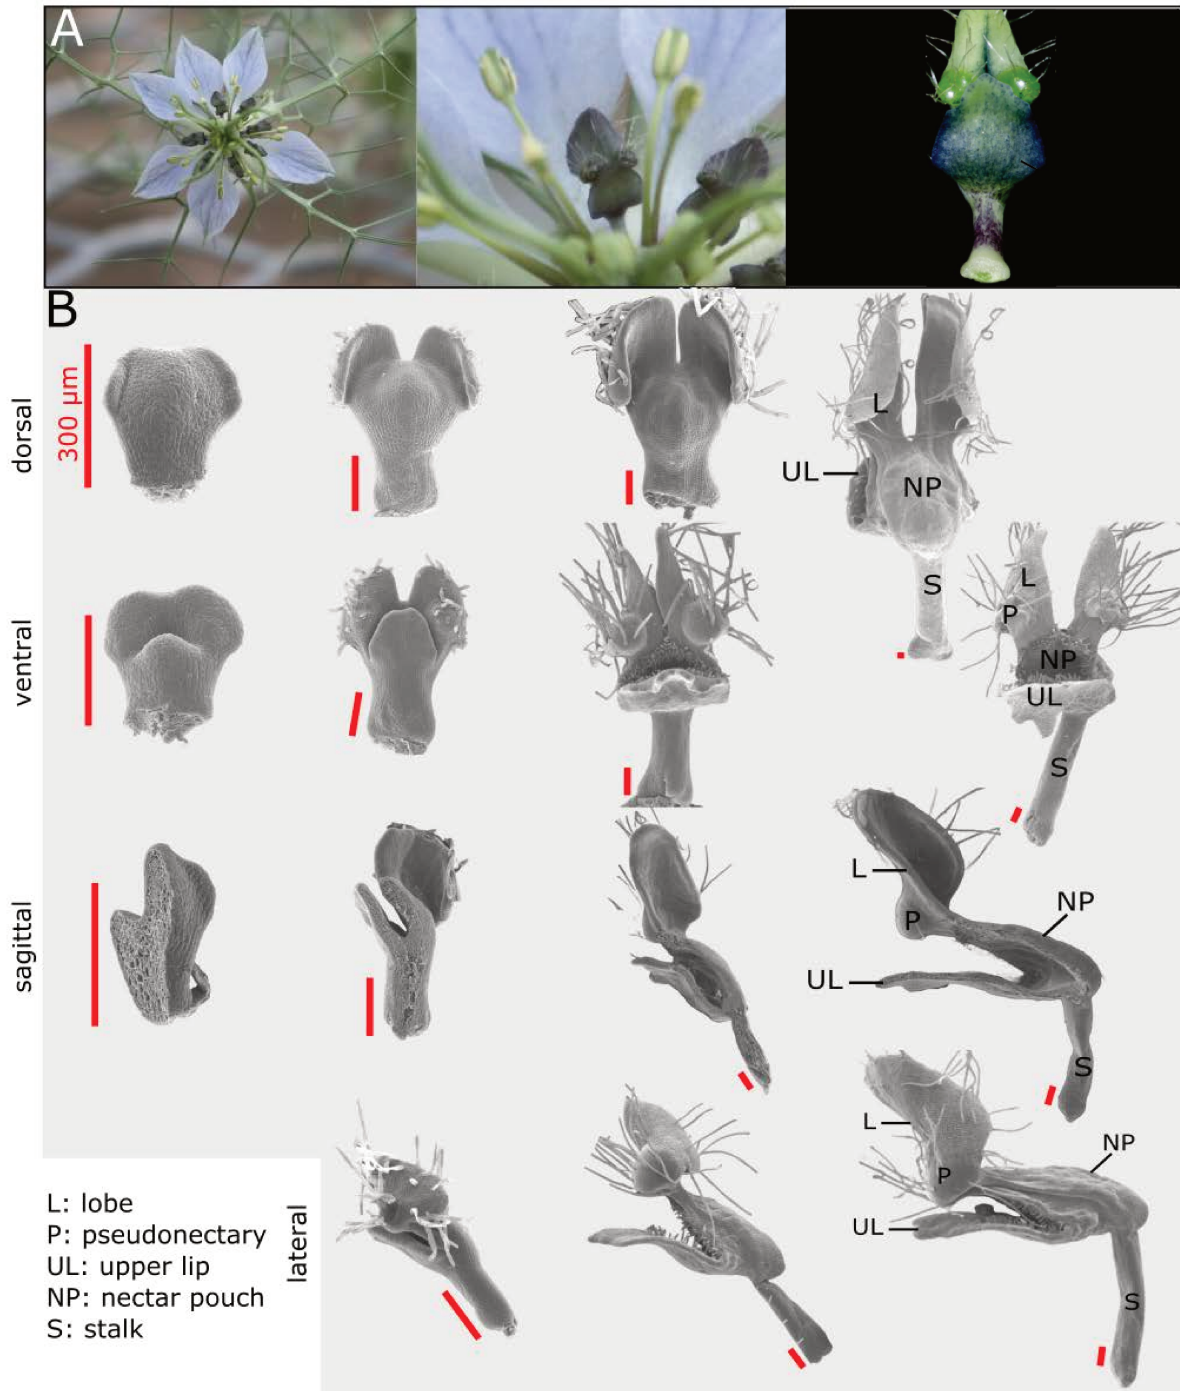 A
B
300 µm
dorsal
L
UL
NP
S
ventral
L
P
NP
UL
S
sagittal
L
P
NP
UL
S
lateral
L
P
NP
UL
S
L: lobe
P: pseudonectary
UL: upper lip
NP: nectar pouch
S: stalk